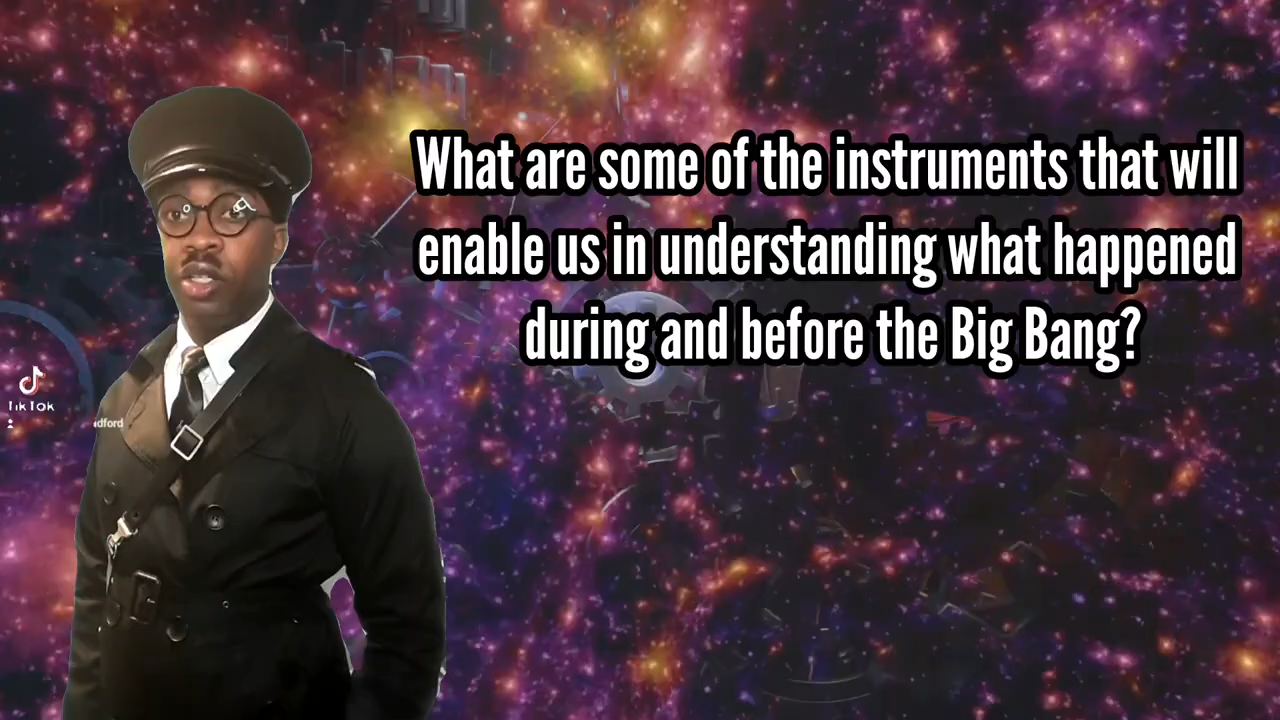 What are some of the instruments that will
enable us in understanding what happened
during and before the Big Bang?
TikTok
dford